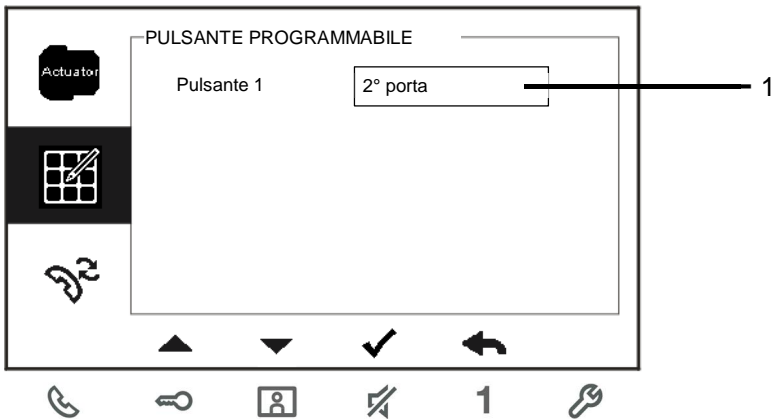 PULSANTE PROGRAMMABILE
Actuator
Pulsante 1 2° porta
1
1